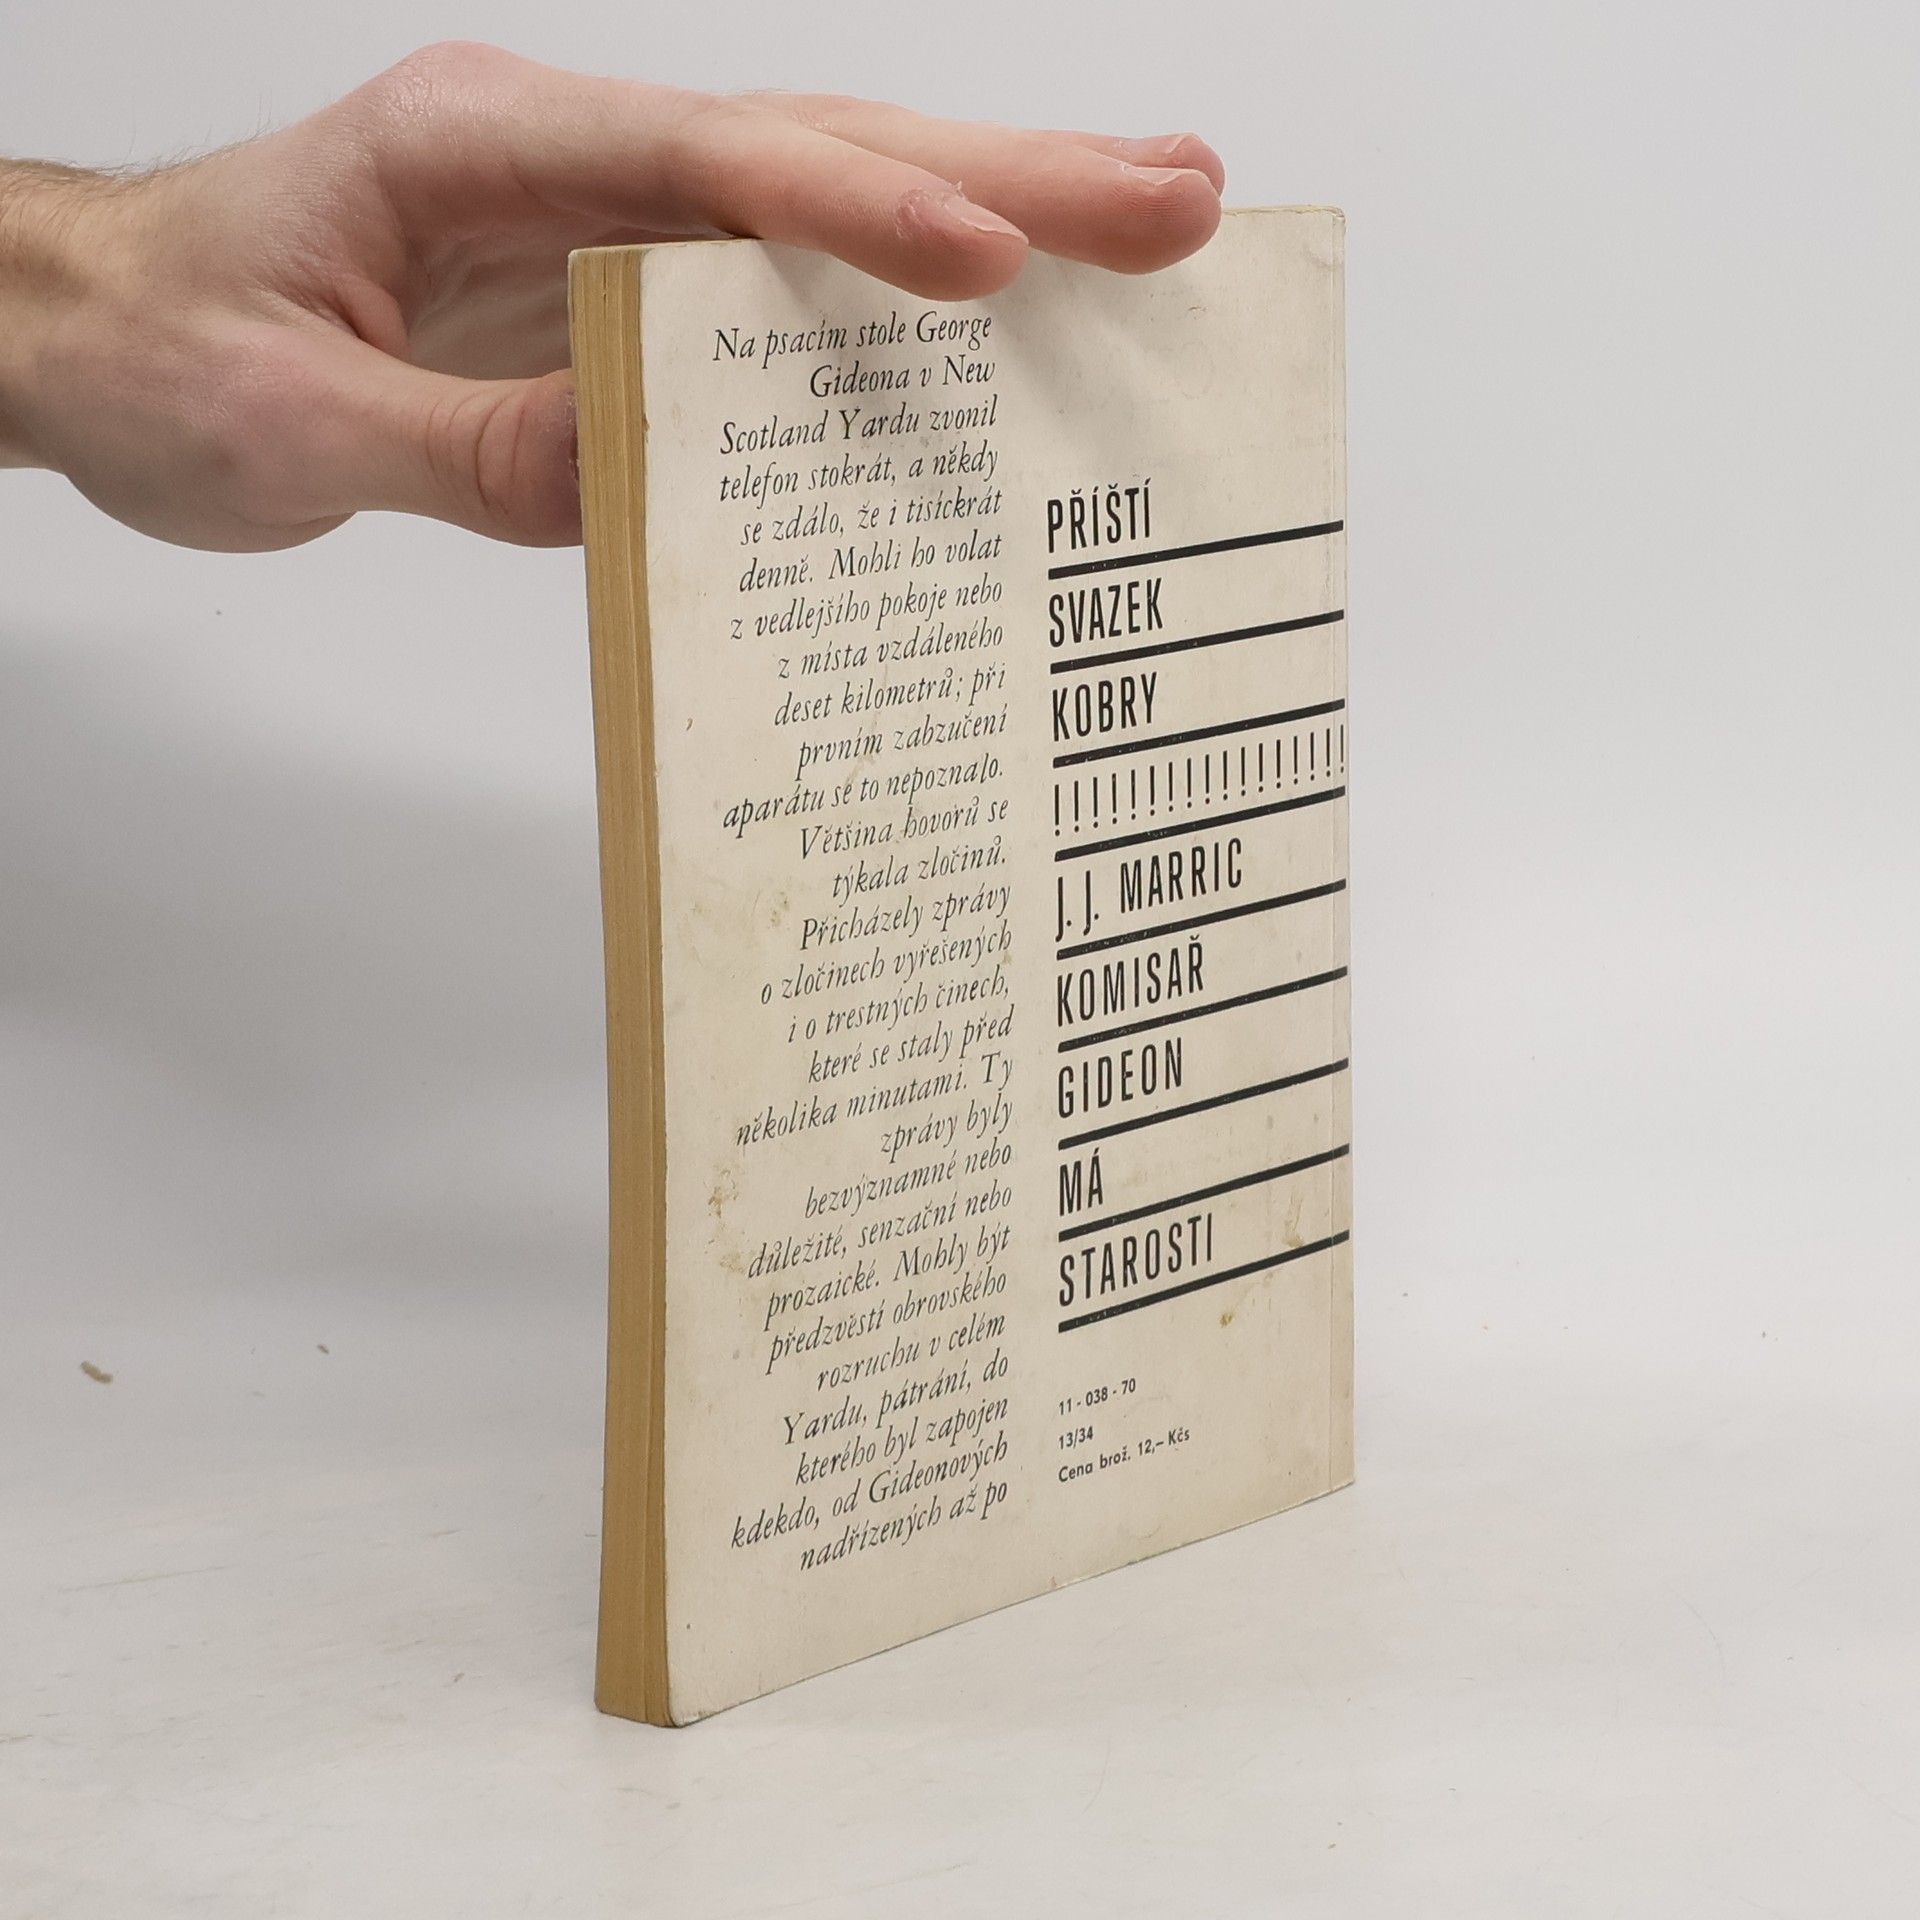 Na psacím stole George
Gideona v New
Scotland Yardu zvonil
telefon stokrát, a někdy
se zdálo, že i tisíckrát
denně. Mohli ho volat
z vedlejšího pokoje nebo
z místa vzdáleného
deset kilometrů; při
prvním zabzučení
aparátu se to nepoznalo.
Většina hovorů se
týkala zločinů.
Přicházely zprávy
o zločinech vyřešených
i o trestných činech,
které se staly před
několika minutami. Ty
zprávy byly
bezvýznamné nebo
důležité, senzační nebo
prozaické. Mohly být
předzvěstí obrovského
rozruchu v celém
Yardu, pátrání, do
kterého byl zapojen
kdekdo, od Gideonových
nadřízených až po
PŘÍŠTÍ
SVAZEK
KOBRY
!!!!!!!!!!!!!!!!
J. J. MARRIC
KOMISAŘ
GIDEON
MÁ
STAROSTI
11 - 038 - 70
13/34
Cena brož. 12,– Kčs